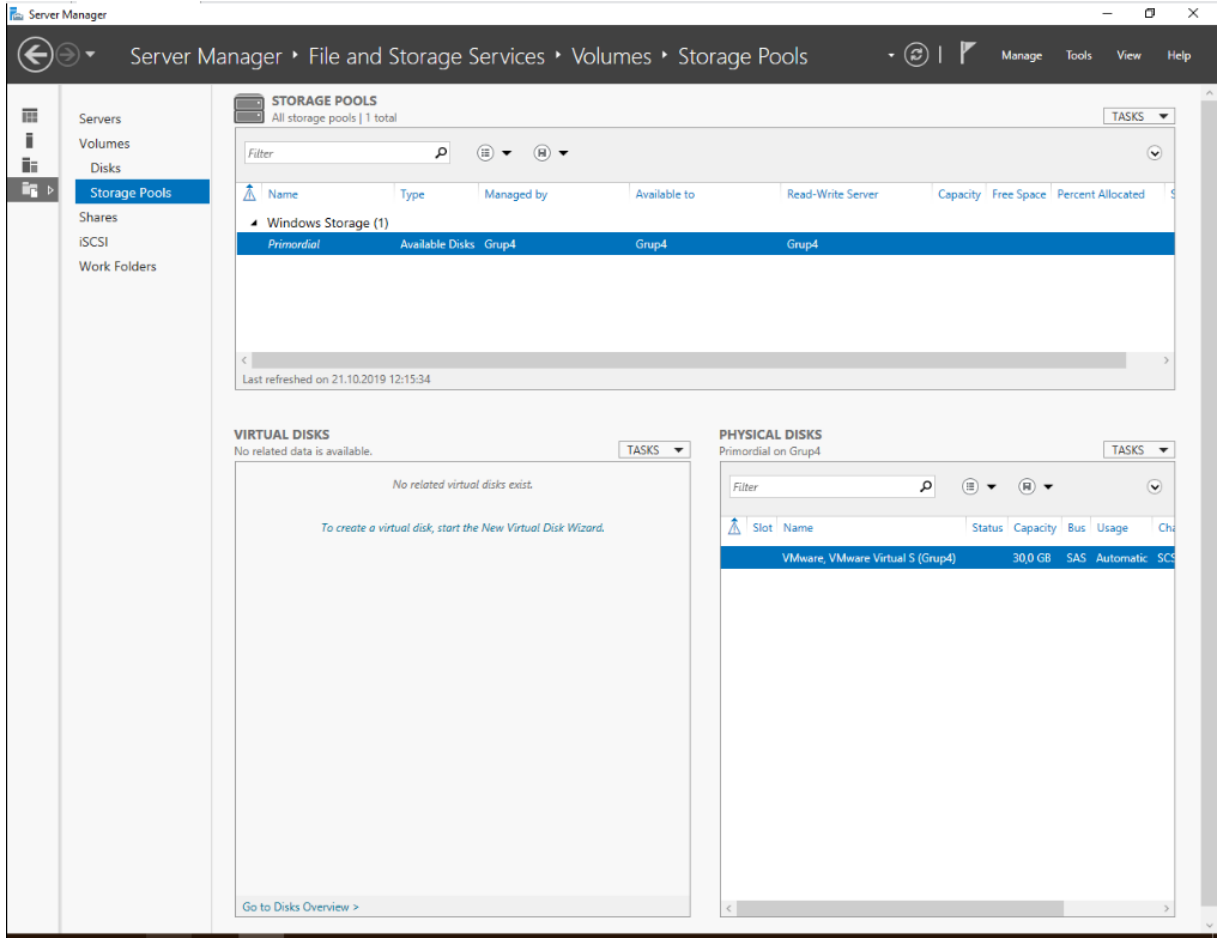 Server Manager
Server Manager ‣ File and Storage Services ‣ Volumes ‣ Storage Pools
Manage Tools View Help
Servers
Volumes
Disks
Storage Pools
Shares
iSCSI
Work Folders
STORAGE POOLS
All storage pools | 1 total
TASKS
Filter
Name Type Managed by Available to Read-Write Server Capacity Free Space Percent Allocated S
Windows Storage (1)
Primordial Available Disks Grup4 Grup4 Grup4
Last refreshed on 21.10.2019 12:15:34
VIRTUAL DISKS
No related data is available.
TASKS
No related virtual disks exist.
To create a virtual disk, start the New Virtual Disk Wizard.
Go to Disks Overview >
PHYSICAL DISKS
Primordial on Grup4
TASKS
Filter
Slot Name Status Capacity Bus Usage Cha
VMware, VMware Virtual S (Grup4) 30,0 GB SAS Automatic SCS